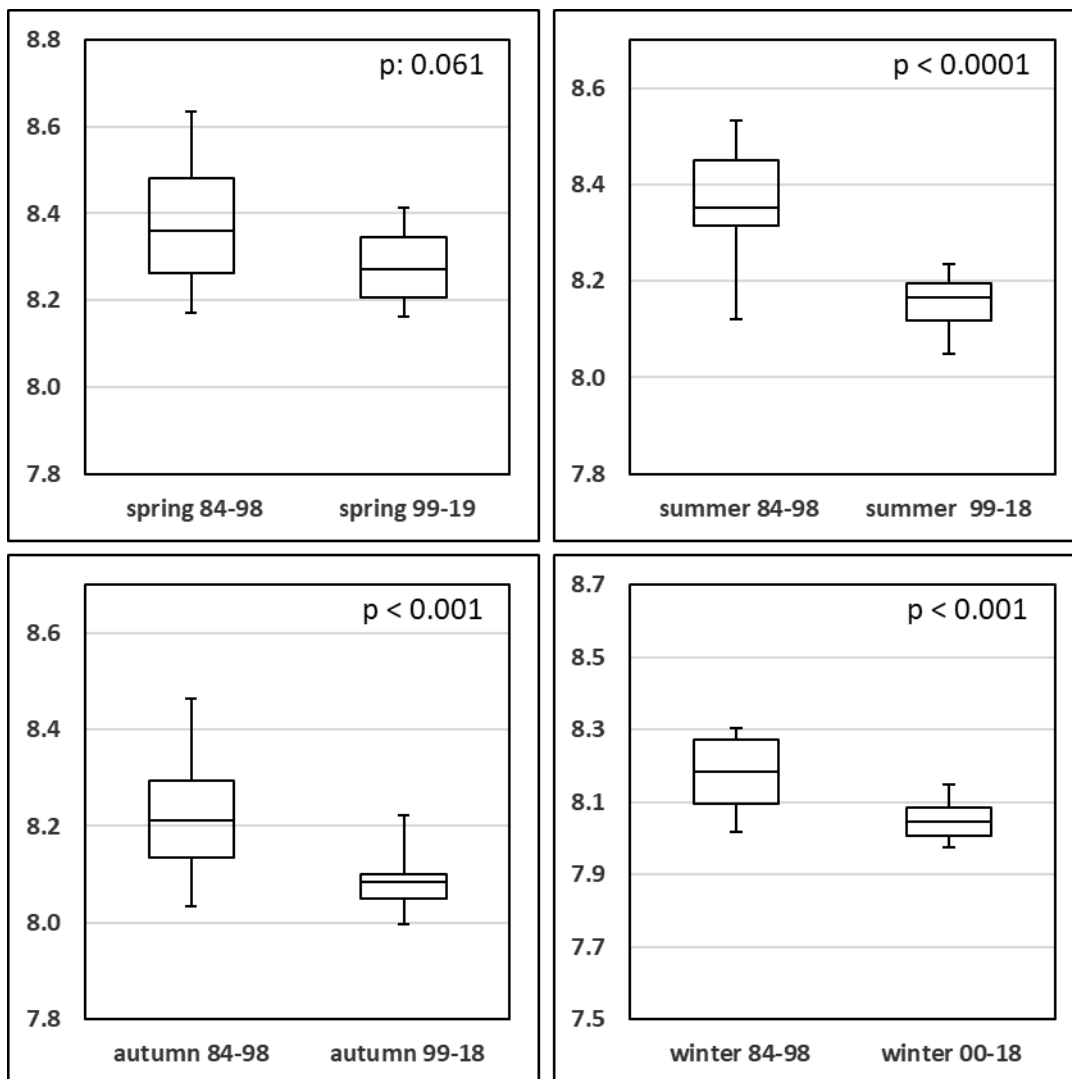 8.8
p: 0.061
8.6
8.4
8.2
8.0
7.8
spring 84-98 spring 99-19
p < 0.0001
8.6
8.4
8.2
8.0
7.8
summer 84-98 summer 99-18
p < 0.001
8.6
8.4
8.2
8.0
7.8
autumn 84-98 autumn 99-18
8.7
p < 0.001
8.5
8.3
8.1
7.9
7.7
7.5
winter 84-98 winter 00-18